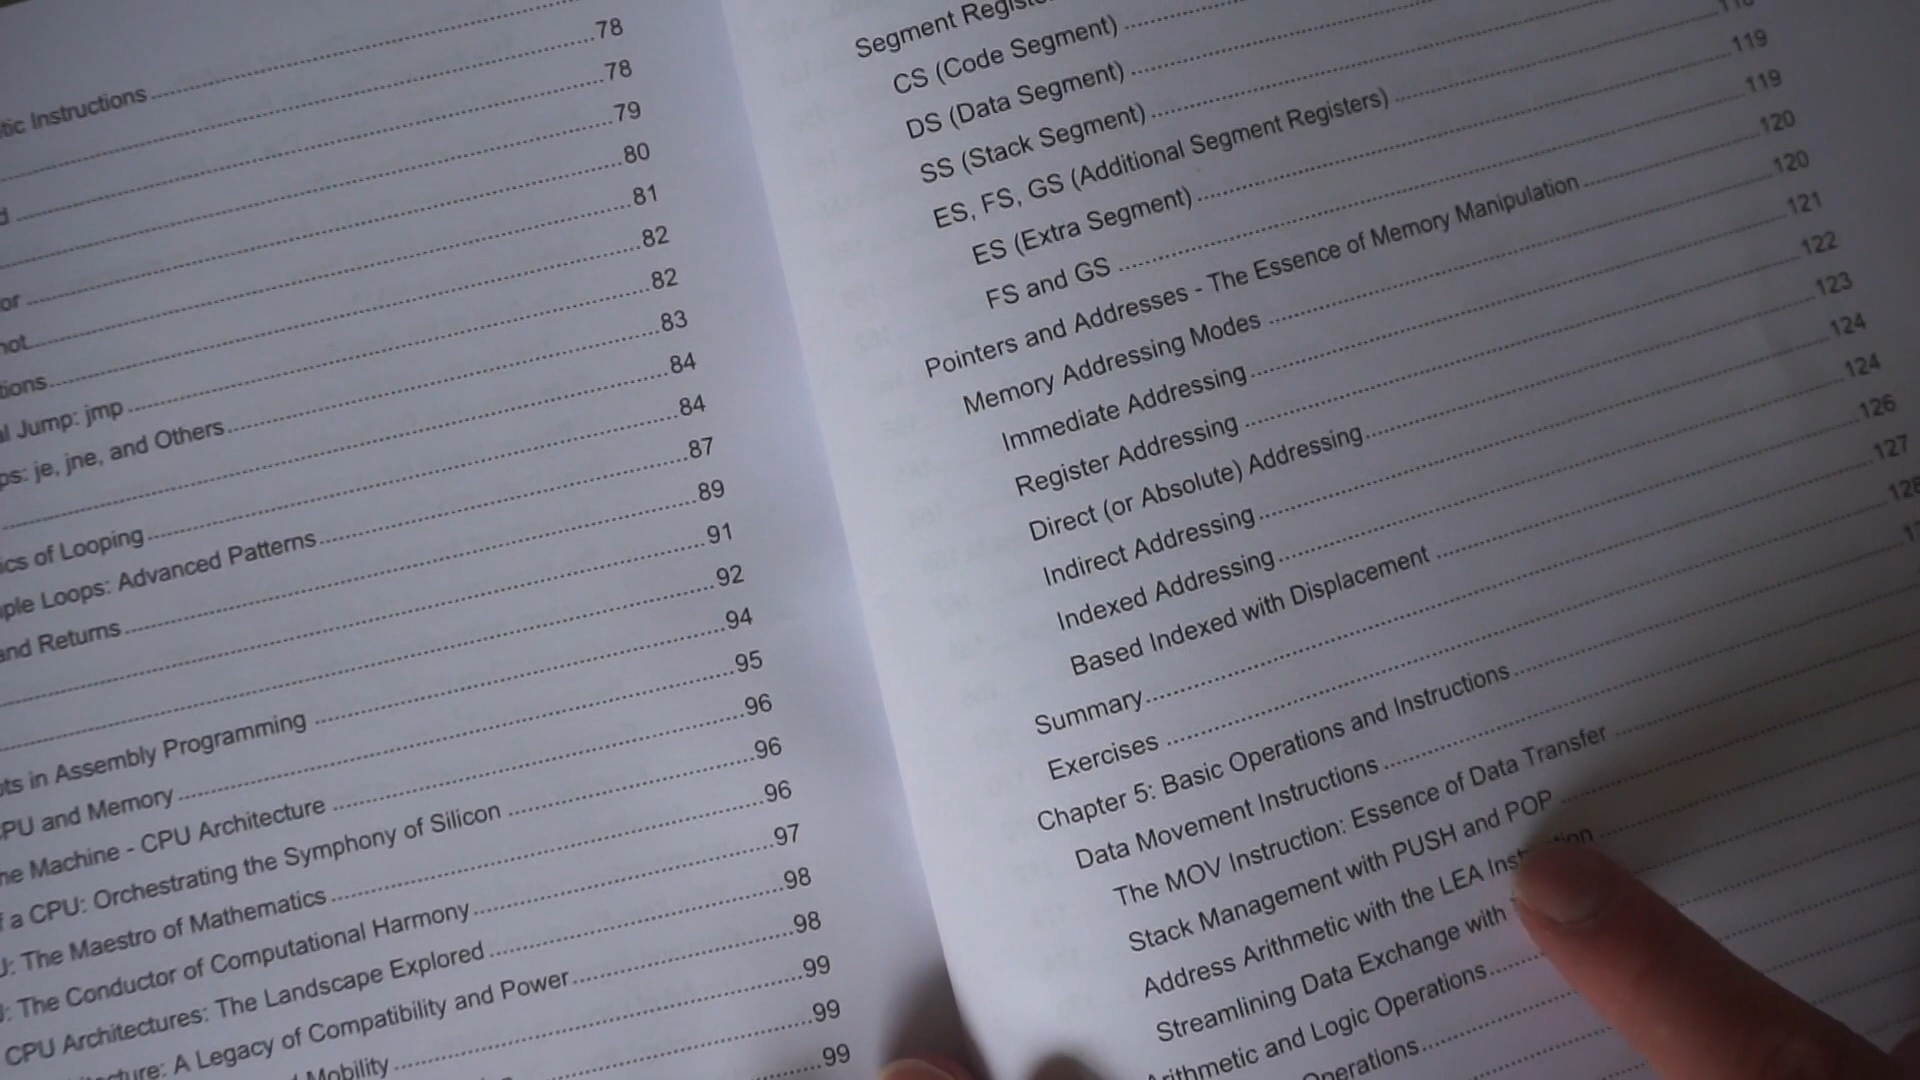 tic Instructions
78
78
79
or 80
not 81
tions 82
Jump: jmp 82
je, jne, and Others 83
84
ics of Looping 84
ple Loops: Advanced Patterns 87
and Returns 89
91
92
ts in Assembly Programming 94
CPU and Memory 95
ne Machine - CPU Architecture 96
f a CPU: Orchestrating the Symphony of Silicon 96
U: The Maestro of Mathematics 96
The Conductor of Computational Harmony 97
CPU Architectures: The Landscape Explored 98
cture: A Legacy of Compatibility and Power 98
Mobility 99
99
99
Segment
CS (Code Segment)
DS (Data Segment)
SS (Stack Segment)
ES, FS, GS (Additional Segment Registers)
ES (Extra Segment) 119
FS and GS 119
Pointers and Addresses - The Essence of Memory Manipulation 120
Memory Addressing Modes 120
Immediate Addressing 121
Register Addressing 122
Direct (or Absolute) Addressing 123
Indirect Addressing 124
Indexed Addressing 124
Based Indexed with Displacement 126
Summary 127
Exercises 128
Chapter 5: Basic Operations and Instructions
Data Movement Instructions
The MOV Instruction: Essence of Data Transfer
Stack Management with PUSH and POP
Address Arithmetic with the LEA Instruction
Streamlining Data Exchange with
Arithmetic and Logic Operations
Operations